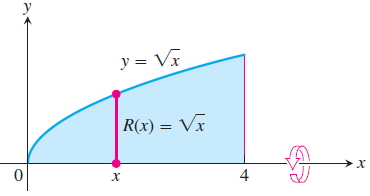 y
y = √x
R(x) = √x
0 x 4 x